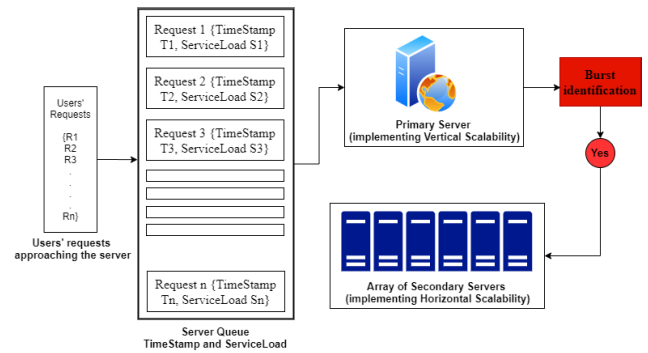 Users'
Requests
{R1
R2
R3
.
.
.
.
Rn}
Users' requests
approaching the server
Request 1 {TimeStamp
T1, ServiceLoad S1}
Request 2 {TimeStamp
T2, ServiceLoad S2}
Request 3 {TimeStamp
T3, ServiceLoad S3}
Request n {TimeStamp
Tn, ServiceLoad Sn}
Server Queue
TimeStamp and ServiceLoad
Primary Server
(implementing Vertical Scalability)
Burst
identification
Yes
Array of Secondary Servers
(implementing Horizontal Scalability)